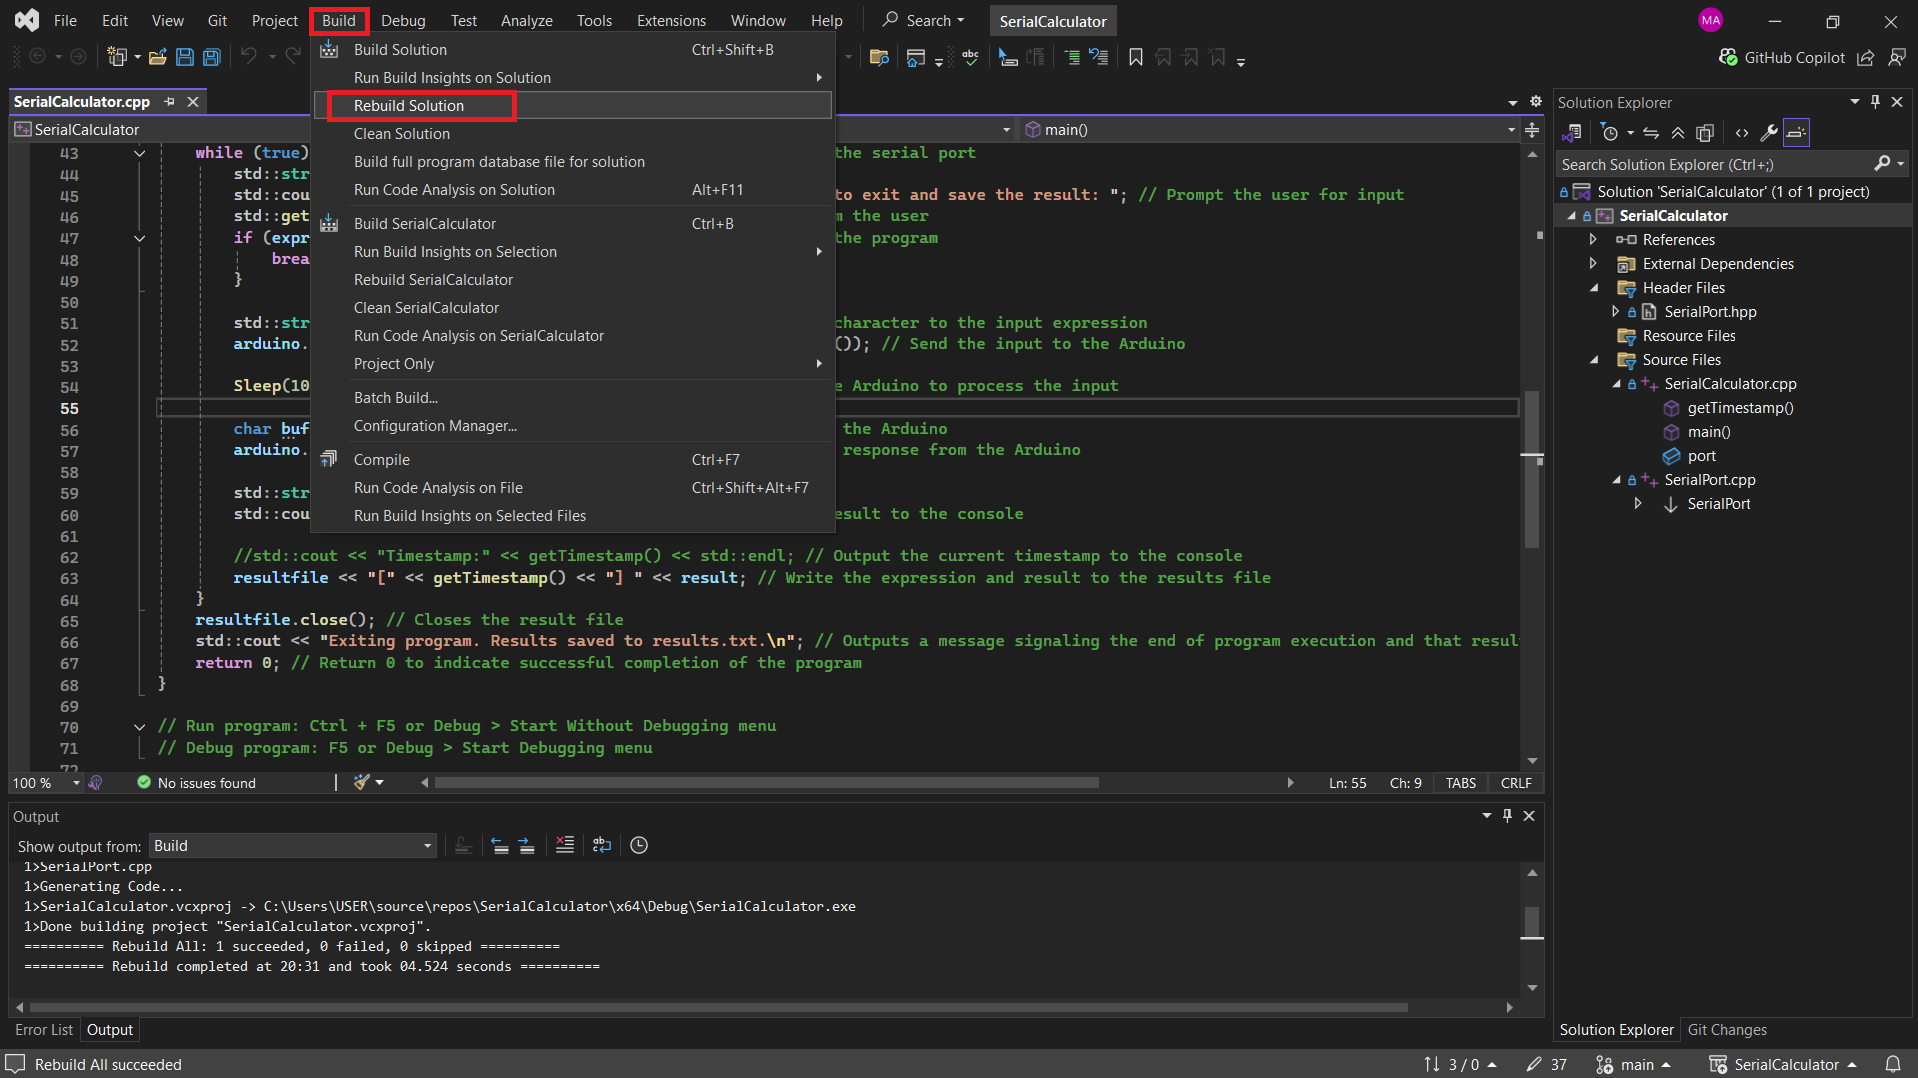 File Edit View Git Project Build Debug Test Analyze Tools Extensions Window Help Search SerialCalculator MA
GitHub Copilot
Build Solution Ctrl+Shift+B
Run Build Insights on Solution
Rebuild Solution
Clean Solution
Build full program database file for solution
Run Code Analysis on Solution Alt+F11
Build SerialCalculator Ctrl+B
Run Build Insights on Selection
Rebuild SerialCalculator
Clean SerialCalculator
Run Code Analysis on SerialCalculator
Project Only
Batch Build...
Configuration Manager...
Compile Ctrl+F7
Run Code Analysis on File Ctrl+Shift+Alt+F7
Run Build Insights on Selected Files
SerialCalculator.cpp
SerialCalculator main()
43 while (true) the serial port
44 std::str
45 std::cou to exit and save the result: "; // Prompt the user for input
46 std::get m the user
47 if (expr the program
48 brea
49 }
50
51 std::str character to the input expression
52 arduino. ()); // Send the input to the Arduino
53
54 Sleep(10 e Arduino to process the input
55
56 char buf the Arduino
57 arduino. response from the Arduino
58
59 std::str
60 std::cou esult to the console
61
62 //std::cout << "Timestamp:" << getTimestamp() << std::endl; // Output the current timestamp to the console
63 resultfile << "[" << getTimestamp() << "] " << result; // Write the expression and result to the results file
64 }
65 resultfile.close(); // Closes the result file
66 std::cout << "Exiting program. Results saved to results.txt.\n"; // Outputs a message signaling the end of program execution and that resul
67 return 0; // Return 0 to indicate successful completion of the program
68 }
69
70 // Run program: Ctrl + F5 or Debug > Start Without Debugging menu
71 // Debug program: F5 or Debug > Start Debugging menu
72
100 % No issues found Ln: 55 Ch: 9 TABS CRLF
Output
Show output from: Build
1>SerialPort.cpp
1>Generating Code...
1>SerialCalculator.vcxproj -> C:\Users\USER\source\repos\SerialCalculator\x64\Debug\SerialCalculator.exe
1>Done building project "SerialCalculator.vcxproj".
========== Rebuild All: 1 succeeded, 0 failed, 0 skipped ==========
========== Rebuild completed at 20:31 and took 04.524 seconds ==========
Error List Output
Solution Explorer
Search Solution Explorer (Ctrl+;)
Solution 'SerialCalculator' (1 of 1 project)
SerialCalculator
References
External Dependencies
Header Files
SerialPort.hpp
Resource Files
Source Files
SerialCalculator.cpp
getTimestamp()
main()
port
SerialPort.cpp
SerialPort
Solution Explorer Git Changes
Rebuild All succeeded 3 / 0 37 main SerialCalculator